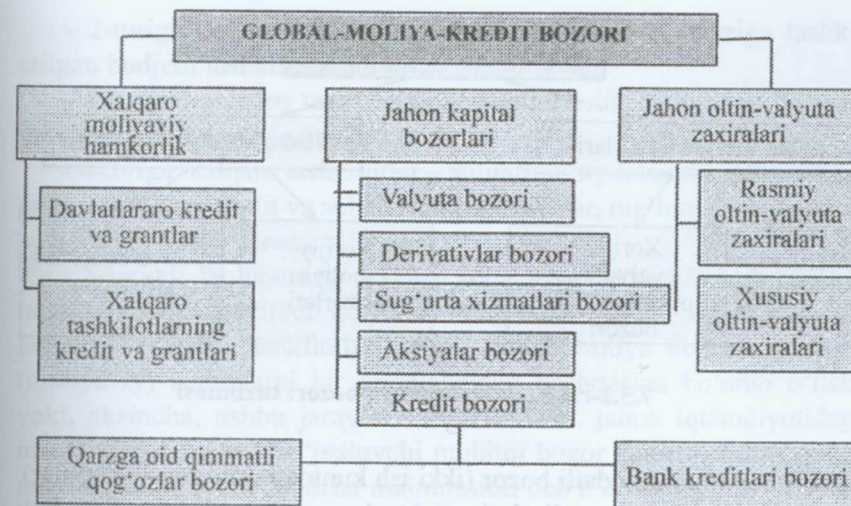 GLOBAL-MOLIYA-KREDIT BOZORI
Xalqaro
moliyaviy
hamkorlik
Davlatlararo kredit
va grantlar
Xalqaro
tashkilotlarning
kredit va grantlari
Jahon kapital
bozorlari
Valyuta bozori
Derivativlar bozori
Sug‘urta xizmatlari bozori
Aksiyalar bozori
Kredit bozori
Jahon oltin-valyuta
zaxiralari
Rasmiy
oltin-valyuta
zaxiralari
Xususiy
oltin-valyuta
zaxiralari
Qarzga oid qimmatli
qog‘ozlar bozori
Bank kreditlari bozori